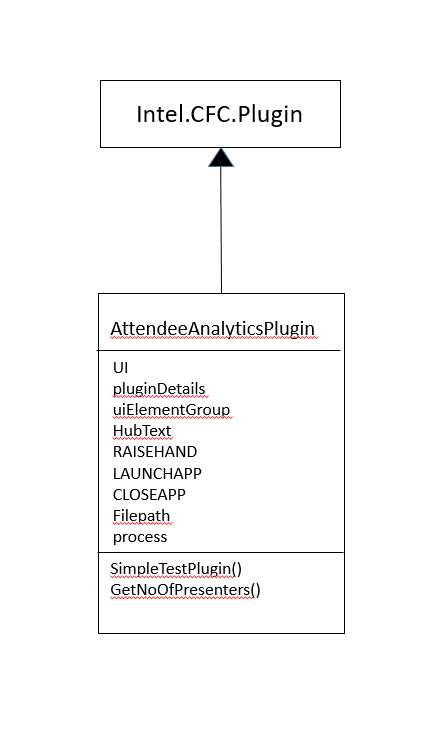 Intel.CFC.Plugin
AttendeeAnalyticsPlugin
UI
pluginDetails
uiElementGroup
HubText
RAISEHAND
LAUNCHAPP
CLOSEAPP
Filepath
process
SimpleTestPlugin()
GetNoOfPresenters()